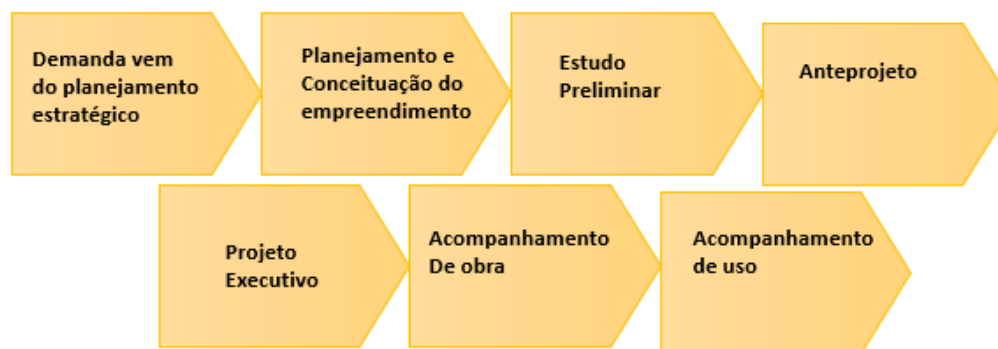 Demanda vem
do planejamento
estratégico
Planejamento e
Conceituação do
empreendimento
Estudo
Preliminar
Anteprojeto
Projeto
Executivo
Acompanhamento
De obra
Acompanhamento
de uso